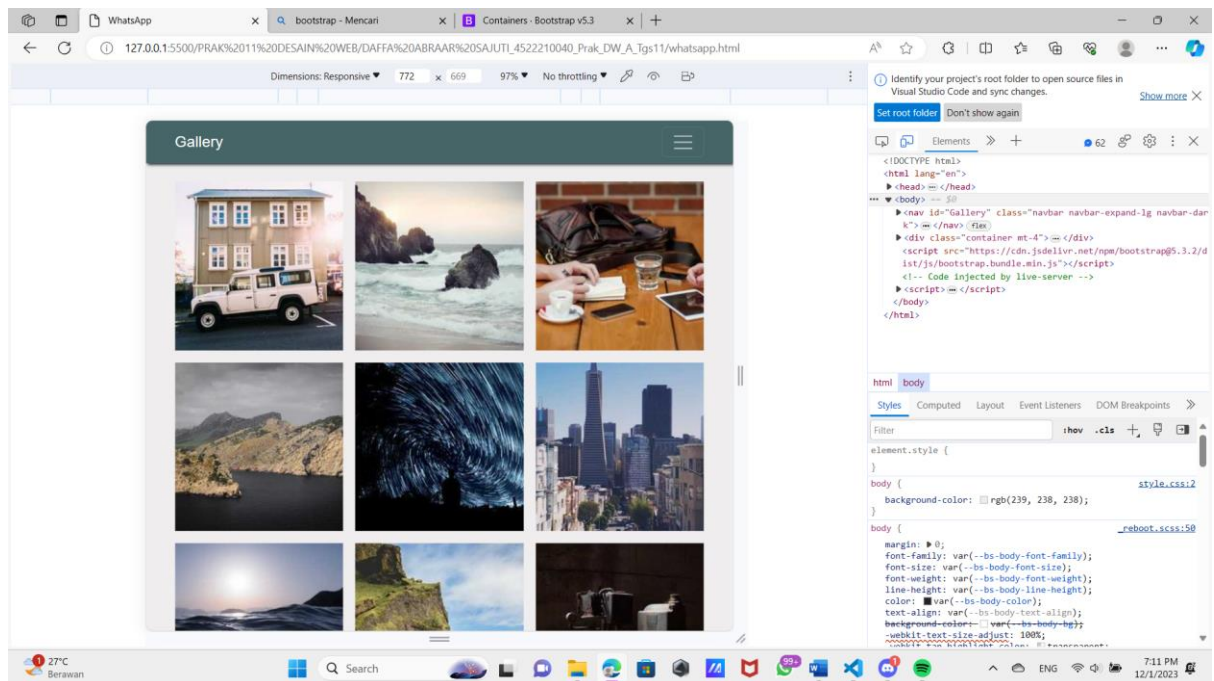 WhatsApp
bootstrap - Mencari
B Containers · Bootstrap v5.3
127.0.0.1:5500/PRAK%2011%20DESAIN%20WEB/DAFFA%20ABRAAR%20SAJUTI_4522210040_Prak_DW_A_Tgs11/whatsapp.html
Dimensions: Responsive 772 x 669 97% No throttling
Identify your project's root folder to open source files in
Visual Studio Code and sync changes.
Show more
Set root folder Don't show again
Elements 62
Gallery
<!DOCTYPE html>
<html lang="en">
<head> </head>
<body> == $0
<nav id="Gallery" class="navbar navbar-expand-lg navbar-dar
k"> </nav> flex
<div class="container mt-4"> </div>
<script src="https://cdn.jsdelivr.net/npm/bootstrap@5.3.2/d
ist/js/bootstrap.bundle.min.js"></script>
<!-- Code injected by live-server -->
<script> </script>
</body>
</html>
html body
Styles Computed Layout Event Listeners DOM Breakpoints
Filter :hov .cls
element.style {
}
body { style.css:2
background-color: rgb(239, 238, 238);
}
body { _reboot.scss:50
margin: 0;
font-family: var(--bs-body-font-family);
font-size: var(--bs-body-font-size);
font-weight: var(--bs-body-font-weight);
line-height: var(--bs-body-line-height);
color: var(--bs-body-color);
text-align: var(--bs-body-text-align);
background-color: var(--bs-body-bg);
-webkit-text-size-adjust: 100%;
-webkit-tap-highlight-color: transparent;
1
27°C
Berawan
Search
99+
ENG
7:11 PM
12/1/2023